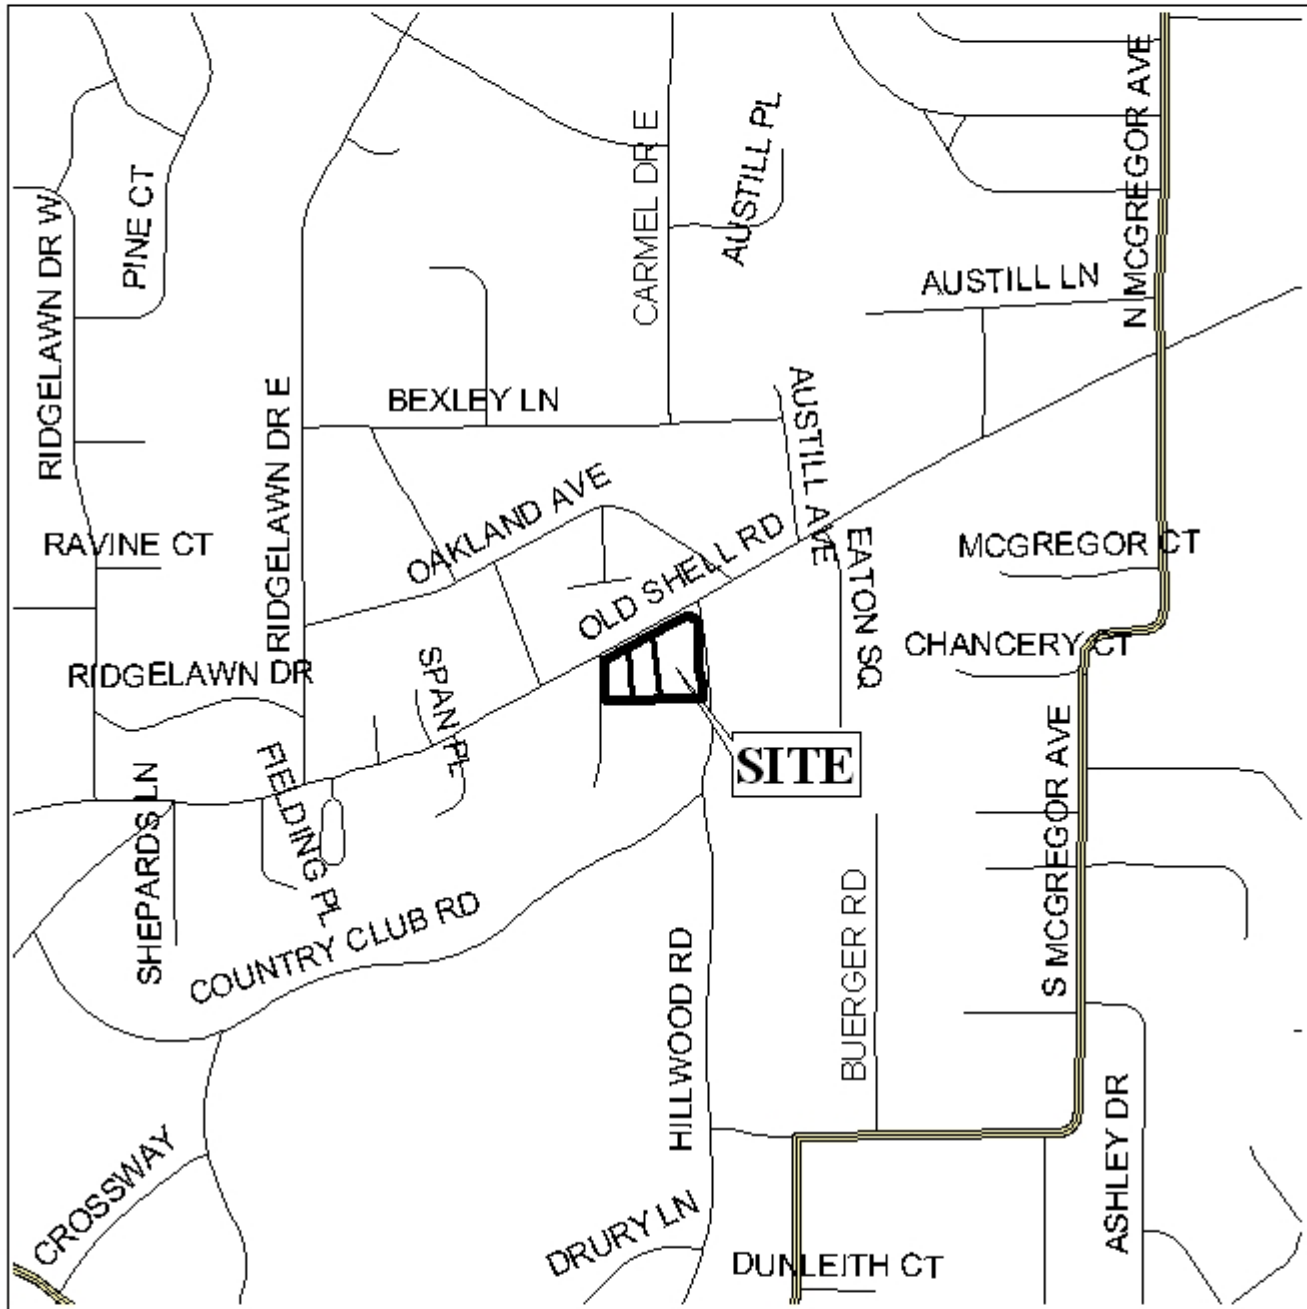 N MCGREGOR AVE
AUSTILL PL
CARMEL DR E
PINE CT
RIDGELAWN DR W
AUSTILL LN
BEXLEY LN
RIDGELAWN DR E
AUSTILL AVE
OAKLAND AVE
OLD SHELL RD
RAVINE CT
EATON SQ
MCGREGOR CT
CHANCERY CT
RIDGELAWN DR
SPAN PL
SITE
FIELDING PL
SHEPARDS LN
S MCGREGOR AVE
COUNTRY CLUB RD
BUERGER RD
HILLWOOD RD
ASHLEY DR
CROSSWAY
DRURY LN
DUNLEITH CT